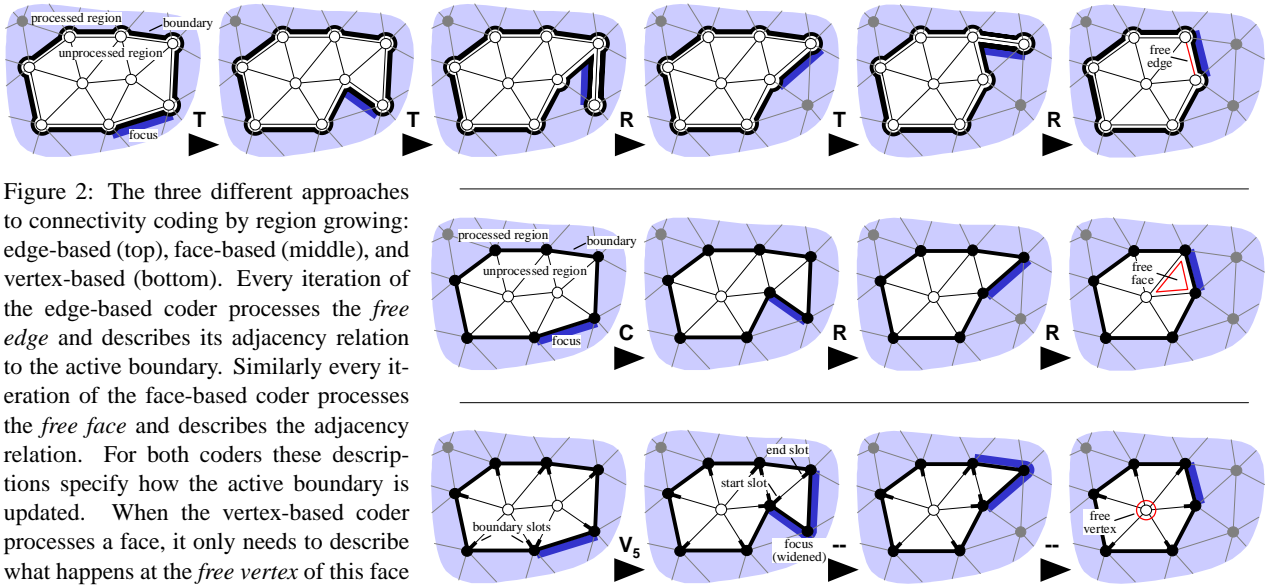 processed region
boundary
unprocessed region
focus
T
T
R
T
R
free
edge
Figure 2: The three different approaches
to connectivity coding by region growing:
edge-based (top), face-based (middle), and
vertex-based (bottom). Every iteration of
the edge-based coder processes the free
edge and describes its adjacency relation
to the active boundary. Similarly every it-
eration of the face-based coder processes
the free face and describes the adjacency
relation. For both coders these descrip-
tions specify how the active boundary is
updated. When the vertex-based coder
processes a face, it only needs to describe
what happens at the free vertex of this face
processed region
boundary
unprocessed region
focus
C
R
R
free
face
boundary slots
V5
end slot
start slot
focus
(widened)
--
--
free
vertex